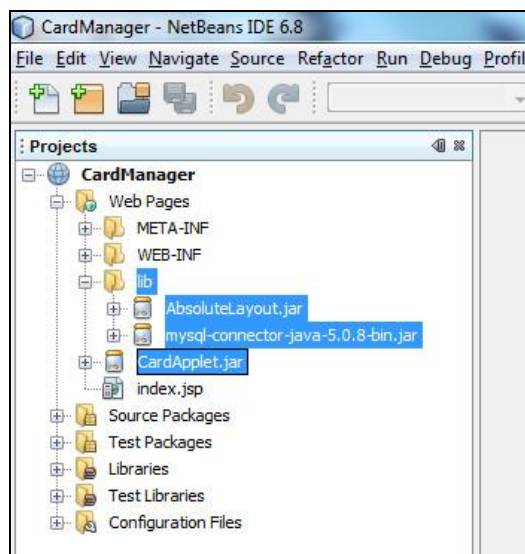 CardManager - NetBeans IDE 6.8
File Edit View Navigate Source Refactor Run Debug Profil
Projects
CardManager
Web Pages
META-INF
WEB-INF
lib
AbsoluteLayout.jar
mysql-connector-java-5.0.8-bin.jar
CardApplet.jar
index.jsp
Source Packages
Test Packages
Libraries
Test Libraries
Configuration Files